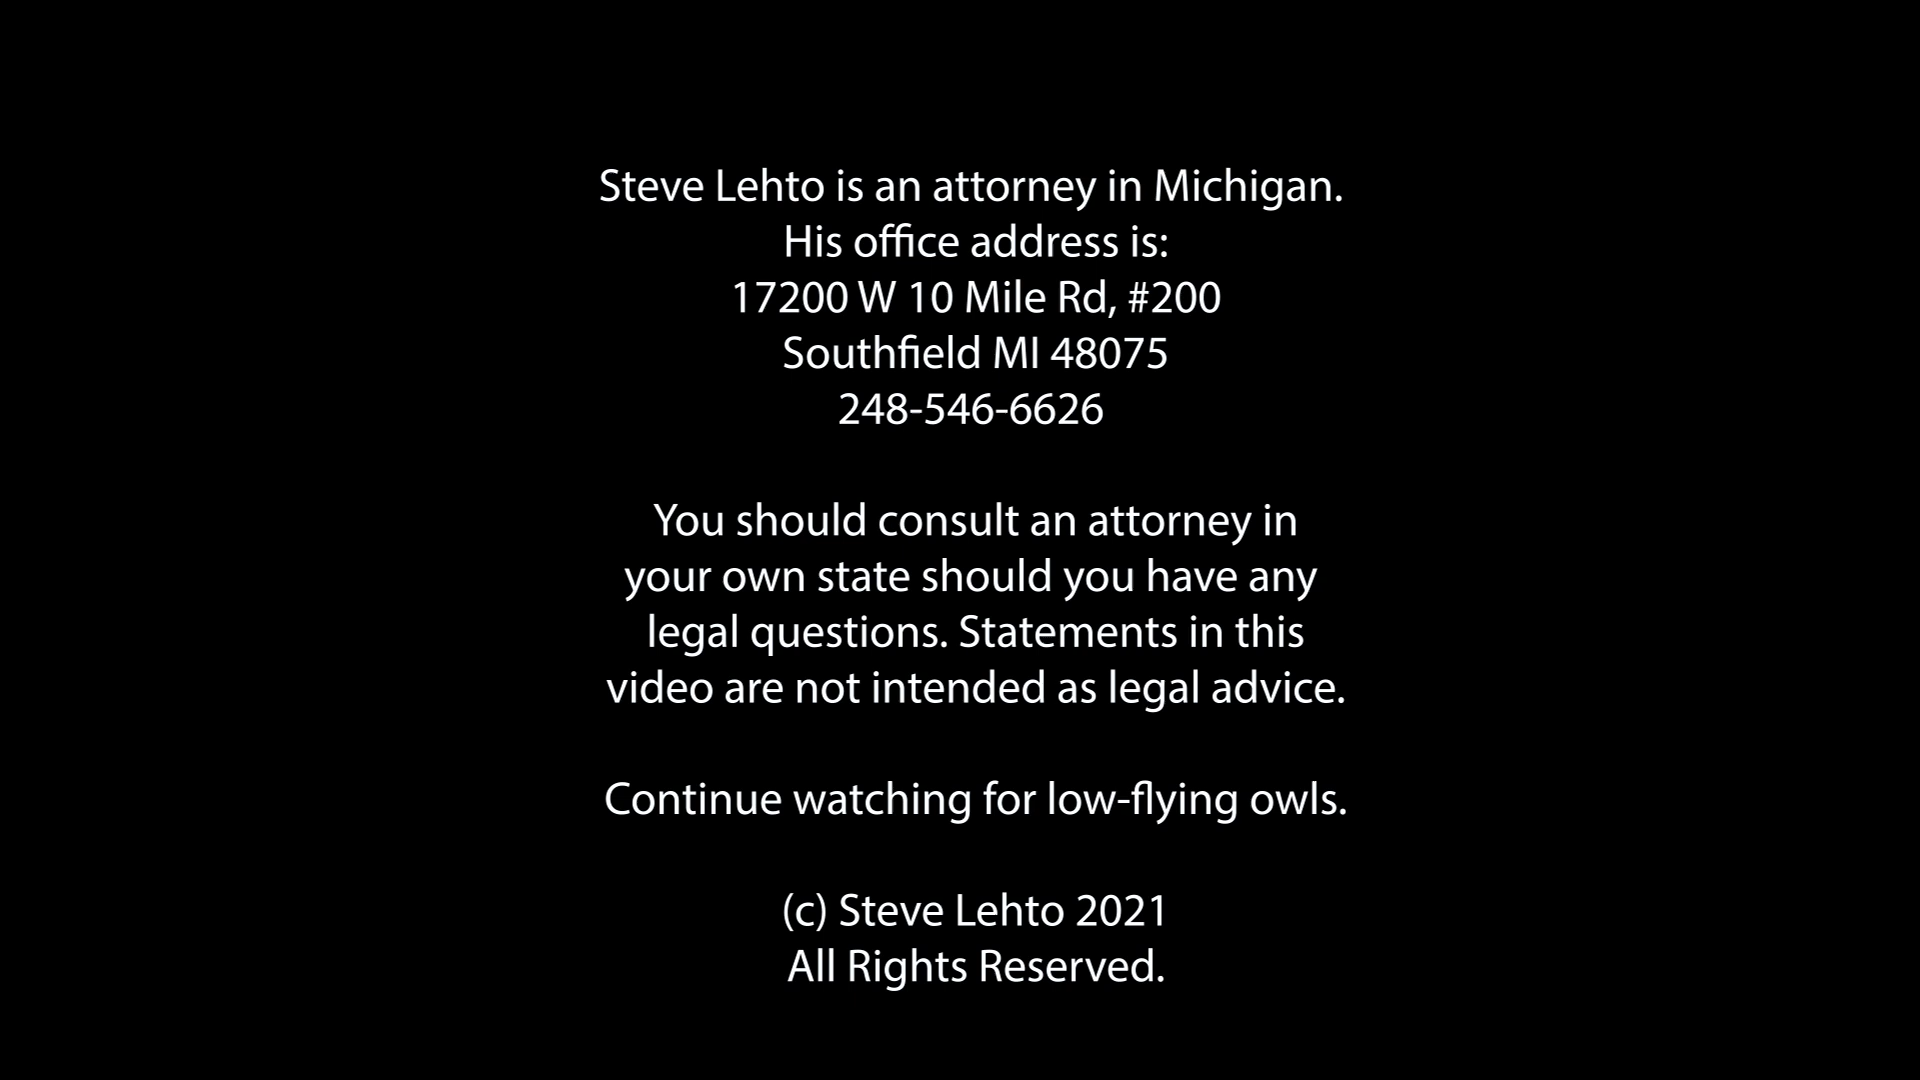 Steve Lehto is an attorney in Michigan.
His office address is:
17200 W 10 Mile Rd, #200
Southfield MI 48075
248-546-6626
You should consult an attorney in
your own state should you have any
legal questions. Statements in this
video are not intended as legal advice.
Continue watching for low-flying owls.
(c) Steve Lehto 2021
All Rights Reserved.